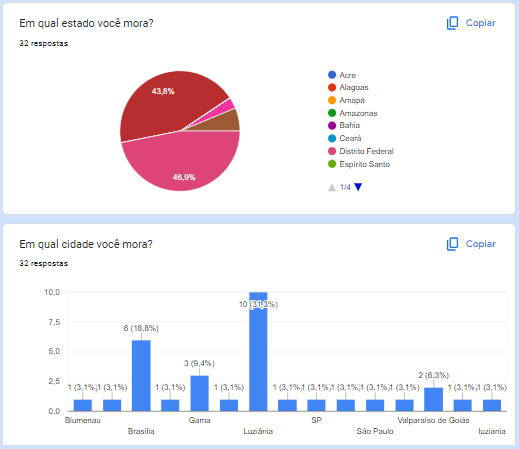 Em qual estado você mora?
Copiar
32 respostas
43,8%
46,9%
Acre
Alagoas
Amapá
Amazonas
Bahia
Ceará
Distrito Federal
Espírito Santo
1/4
Em qual cidade você mora?
Copiar
32 respostas
10,0
7,5
5,0
2,5
0,0
1 (3,1%)
1 (3,1%)
6 (18,8%)
1 (3,1%)
3 (9,4%)
1 (3,1%)
10 (31,3%)
1 (3,1%)
1 (3,1%)
1 (3,1%)
1 (3,1%)
1 (3,1%)
2 (6,3%)
1 (3,1%)
1 (3,1%)
Blumenau
Brasília
Gama
Luziânia
SP
São Paulo
Valparaíso de Goiás
luziania